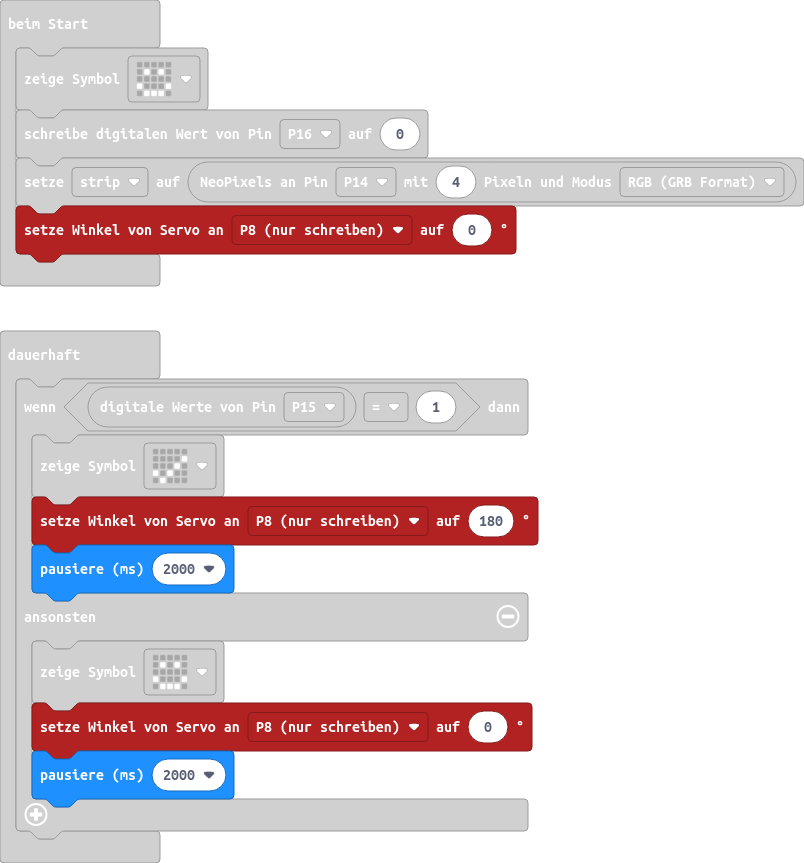 beim Start
zeige Symbol
schreibe digitalen Wert von Pin P16 auf 0
setze strip auf NeoPixels an Pin P14 mit 4 Pixeln und Modus RGB (GRB Format)
setze Winkel von Servo an P8 (nur schreiben) auf 0 °
dauerhaft
wenn digitale Werte von Pin P15 = 1 dann
zeige Symbol
setze Winkel von Servo an P8 (nur schreiben) auf 180 °
pausiere (ms) 2000
ansonsten
zeige Symbol
setze Winkel von Servo an P8 (nur schreiben) auf 0 °
pausiere (ms) 2000